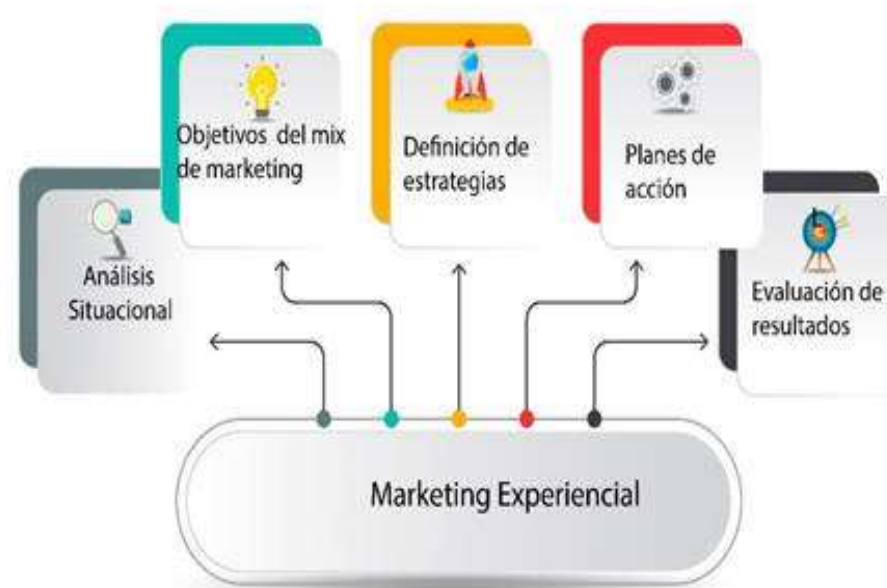 Objetivos del mix
de marketing
Definición de
estrategias
Planes de
acción
Análisis
Situacional
Evaluación de
resultados
Marketing Experiencial